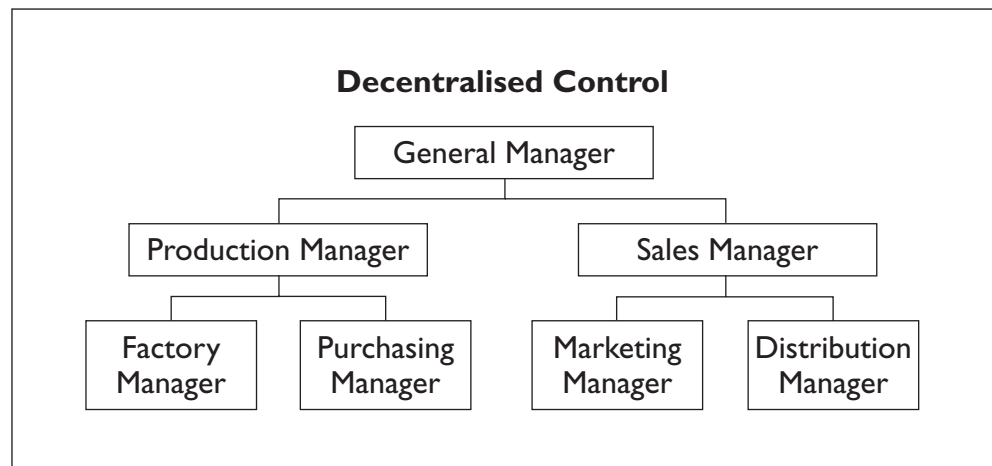 Decentralised Control
General Manager
Production Manager
Sales Manager
Factory
Manager
Purchasing
Manager
Marketing
Manager
Distribution
Manager